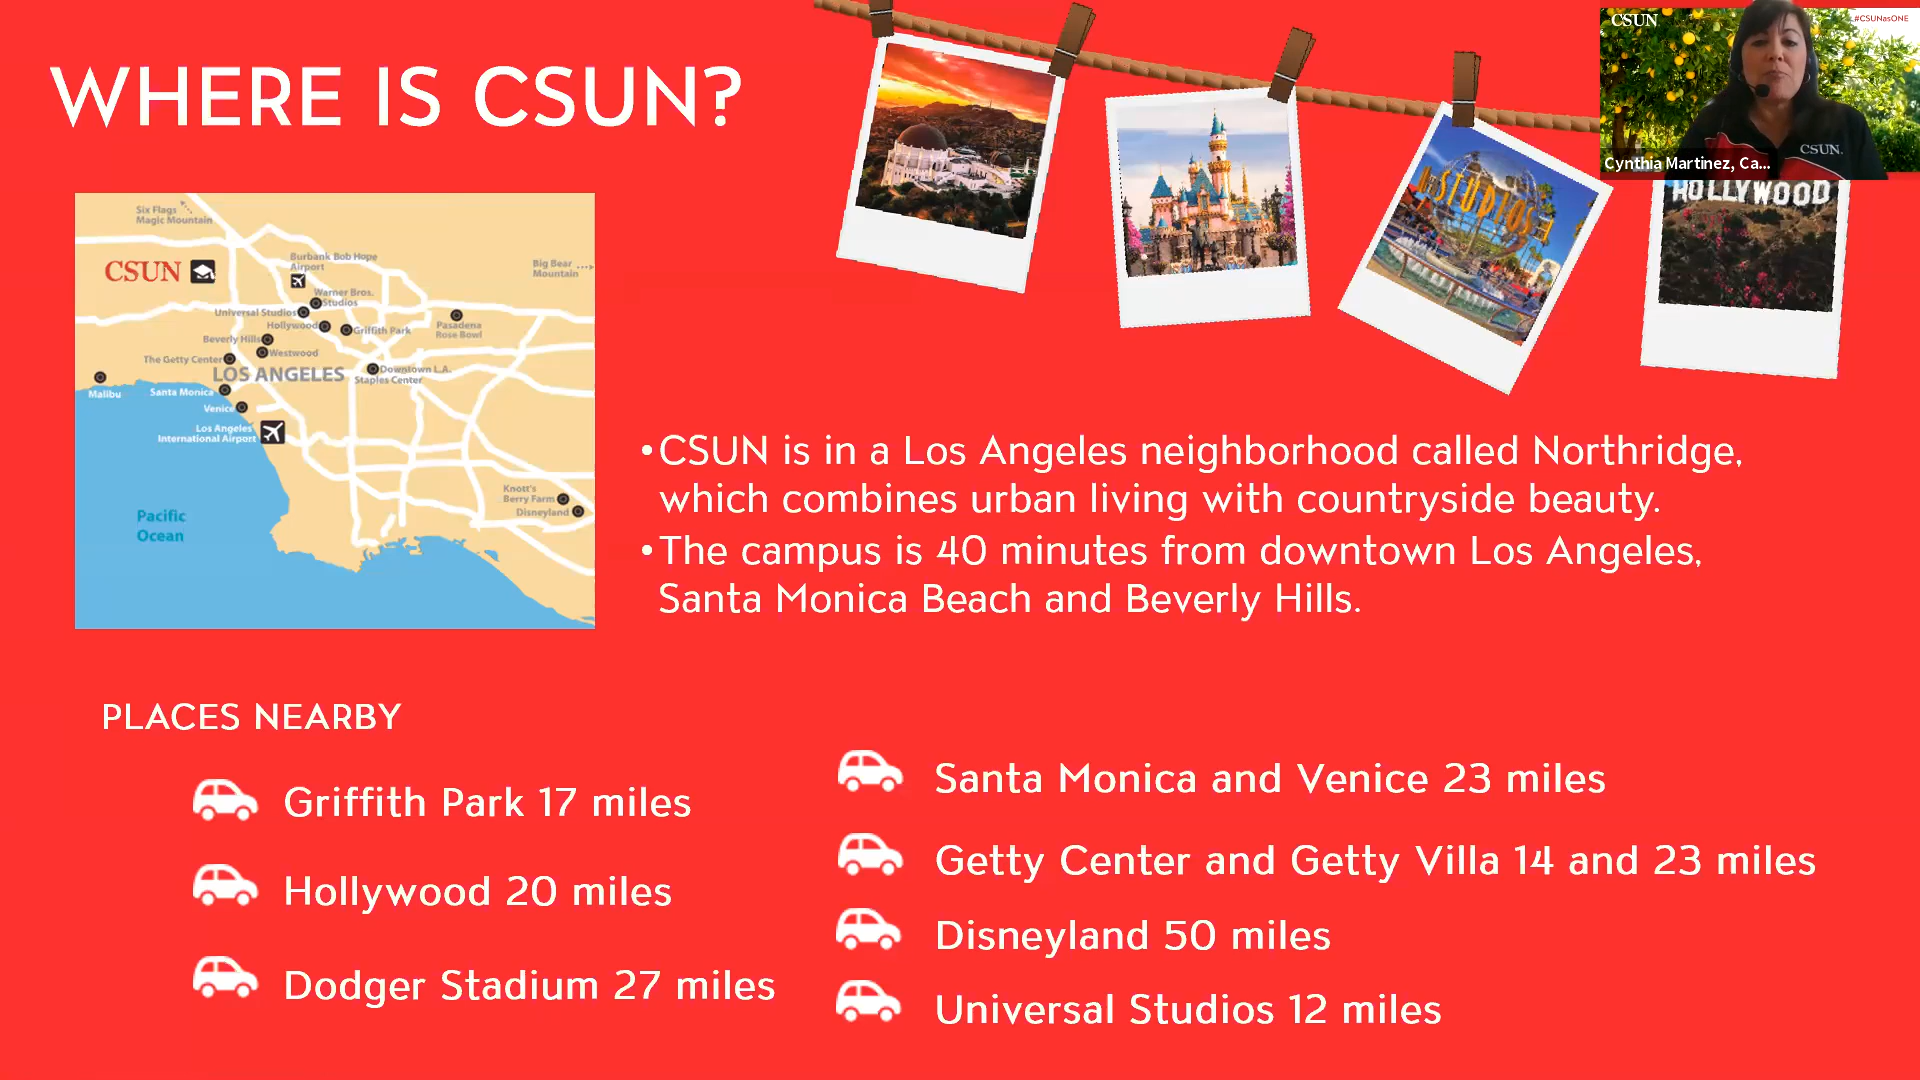 WHERE IS CSUN?
CSUN
#CSUNasONE
CSUN.
Cynthia Martinez, Ca...
STUDIOS
HOLLYWOOD
Six Flags
Magic Mountain
CSUN
Burbank Bob Hope
Airport
Big Bear
Mountain
Warner Bros.
Studios
Universal Studios
Hollywood
Griffith Park
Pasadena
Rose Bowl
Beverly Hills
Westwood
The Getty Center
LOS ANGELES
Downtown L.A.
Staples Center
Malibu
Santa Monica
Venice
Los Angeles
International Airport
Knott's
Berry Farm
Disneyland
Pacific
Ocean
•CSUN is in a Los Angeles neighborhood called Northridge,
which combines urban living with countryside beauty.
•The campus is 40 minutes from downtown Los Angeles,
Santa Monica Beach and Beverly Hills.
PLACES NEARBY
Griffith Park 17 miles
Hollywood 20 miles
Dodger Stadium 27 miles
Santa Monica and Venice 23 miles
Getty Center and Getty Villa 14 and 23 miles
Disneyland 50 miles
Universal Studios 12 miles